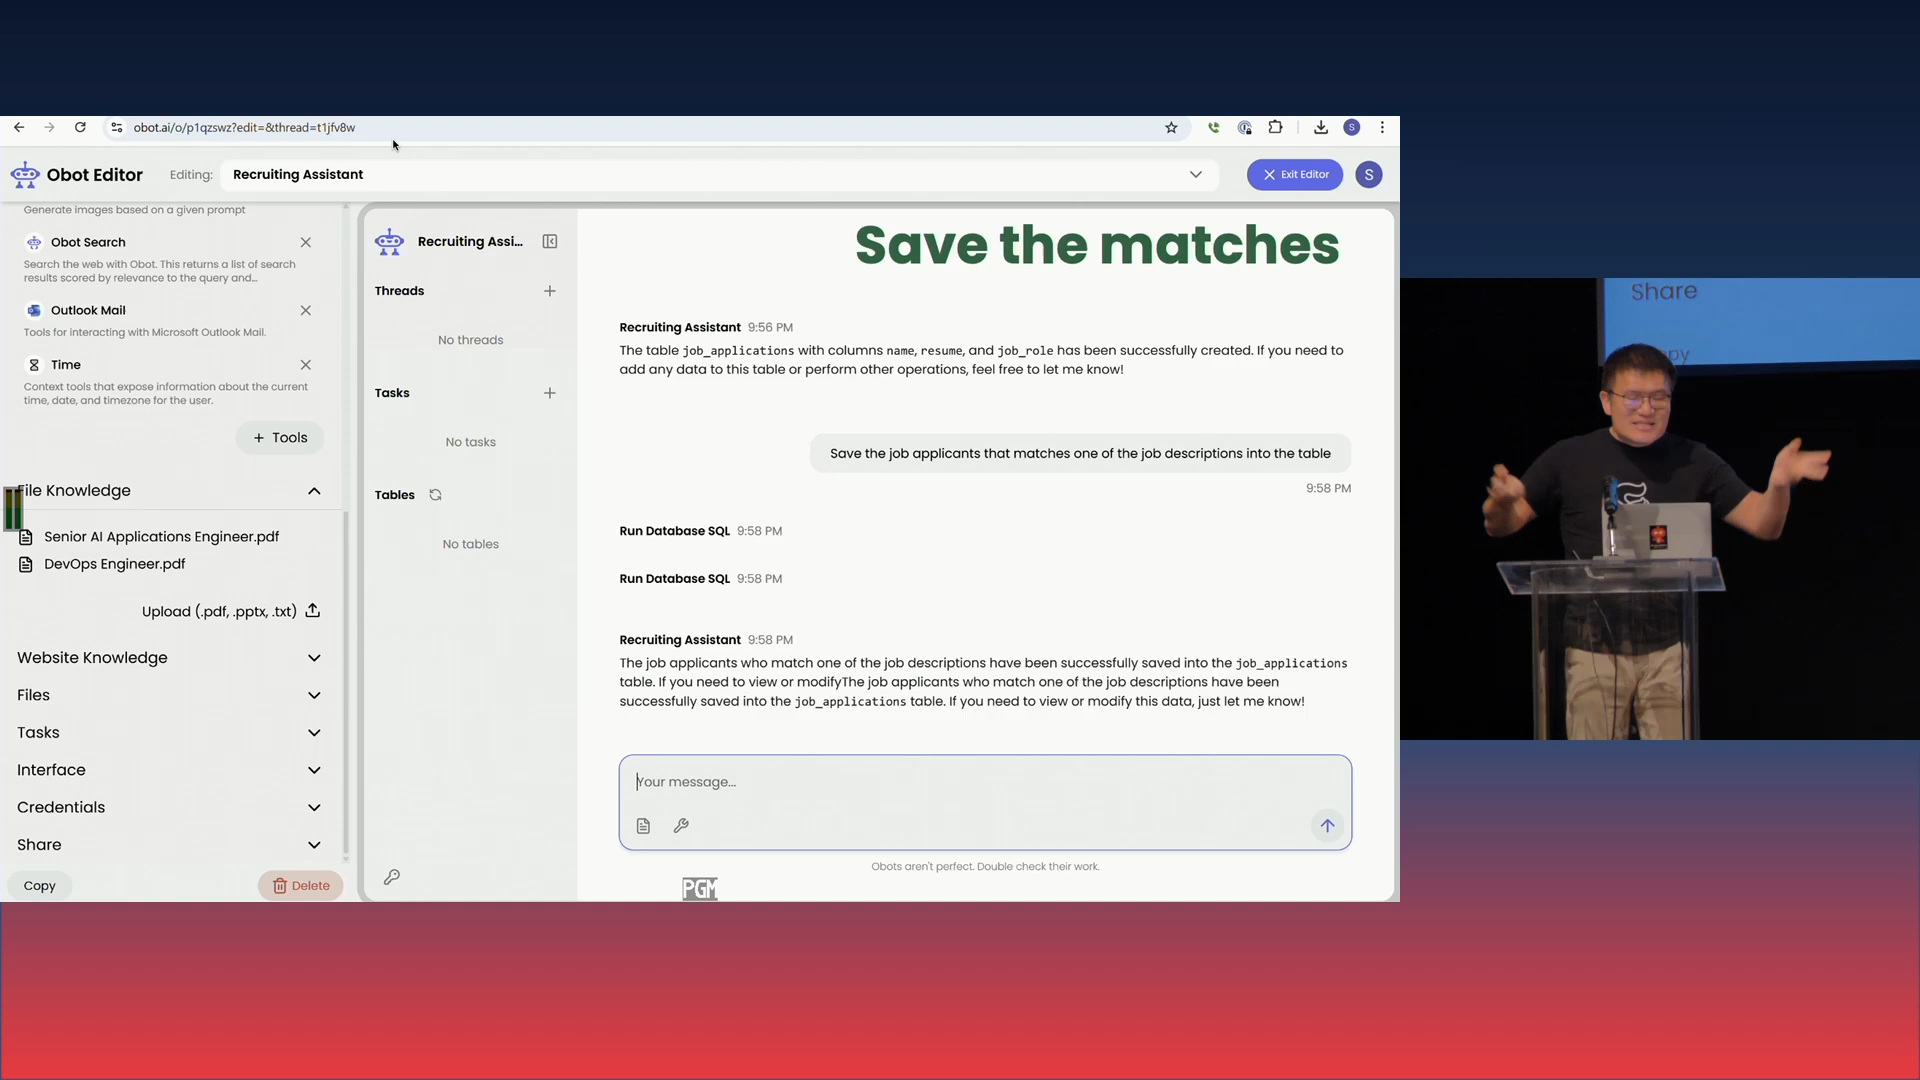 obot.ai/o/p1qzswz?edit=&thread=t1jfv8w
S
Obot Editor
Editing:
Recruiting Assistant
Exit Editor
S
Generate images based on a given prompt
Obot Search
Search the web with Obot. This returns a list of search
results scored by relevance to the query and...
Outlook Mail
Tools for interacting with Microsoft Outlook Mail.
Time
Context tools that expose information about the current
time, date, and timezone for the user.
+ Tools
File Knowledge
Senior AI Applications Engineer.pdf
DevOps Engineer.pdf
Upload (.pdf, .pptx, .txt)
Website Knowledge
Files
Tasks
Interface
Credentials
Share
Copy
Delete
Recruiting Assi...
Threads
No threads
Tasks
No tasks
Tables
No tables
Save the matches
Recruiting Assistant 9:56 PM
The table job_applications with columns name, resume, and job_role has been successfully created. If you need to
add any data to this table or perform other operations, feel free to let me know!
Save the job applicants that matches one of the job descriptions into the table
9:58 PM
Run Database SQL 9:58 PM
Run Database SQL 9:58 PM
Recruiting Assistant 9:58 PM
The job applicants who match one of the job descriptions have been successfully saved into the job_applications
table. If you need to view or modifyThe job applicants who match one of the job descriptions have been
successfully saved into the job_applications table. If you need to view or modify this data, just let me know!
Your message...
Obots aren't perfect. Double check their work.
PGM
Share